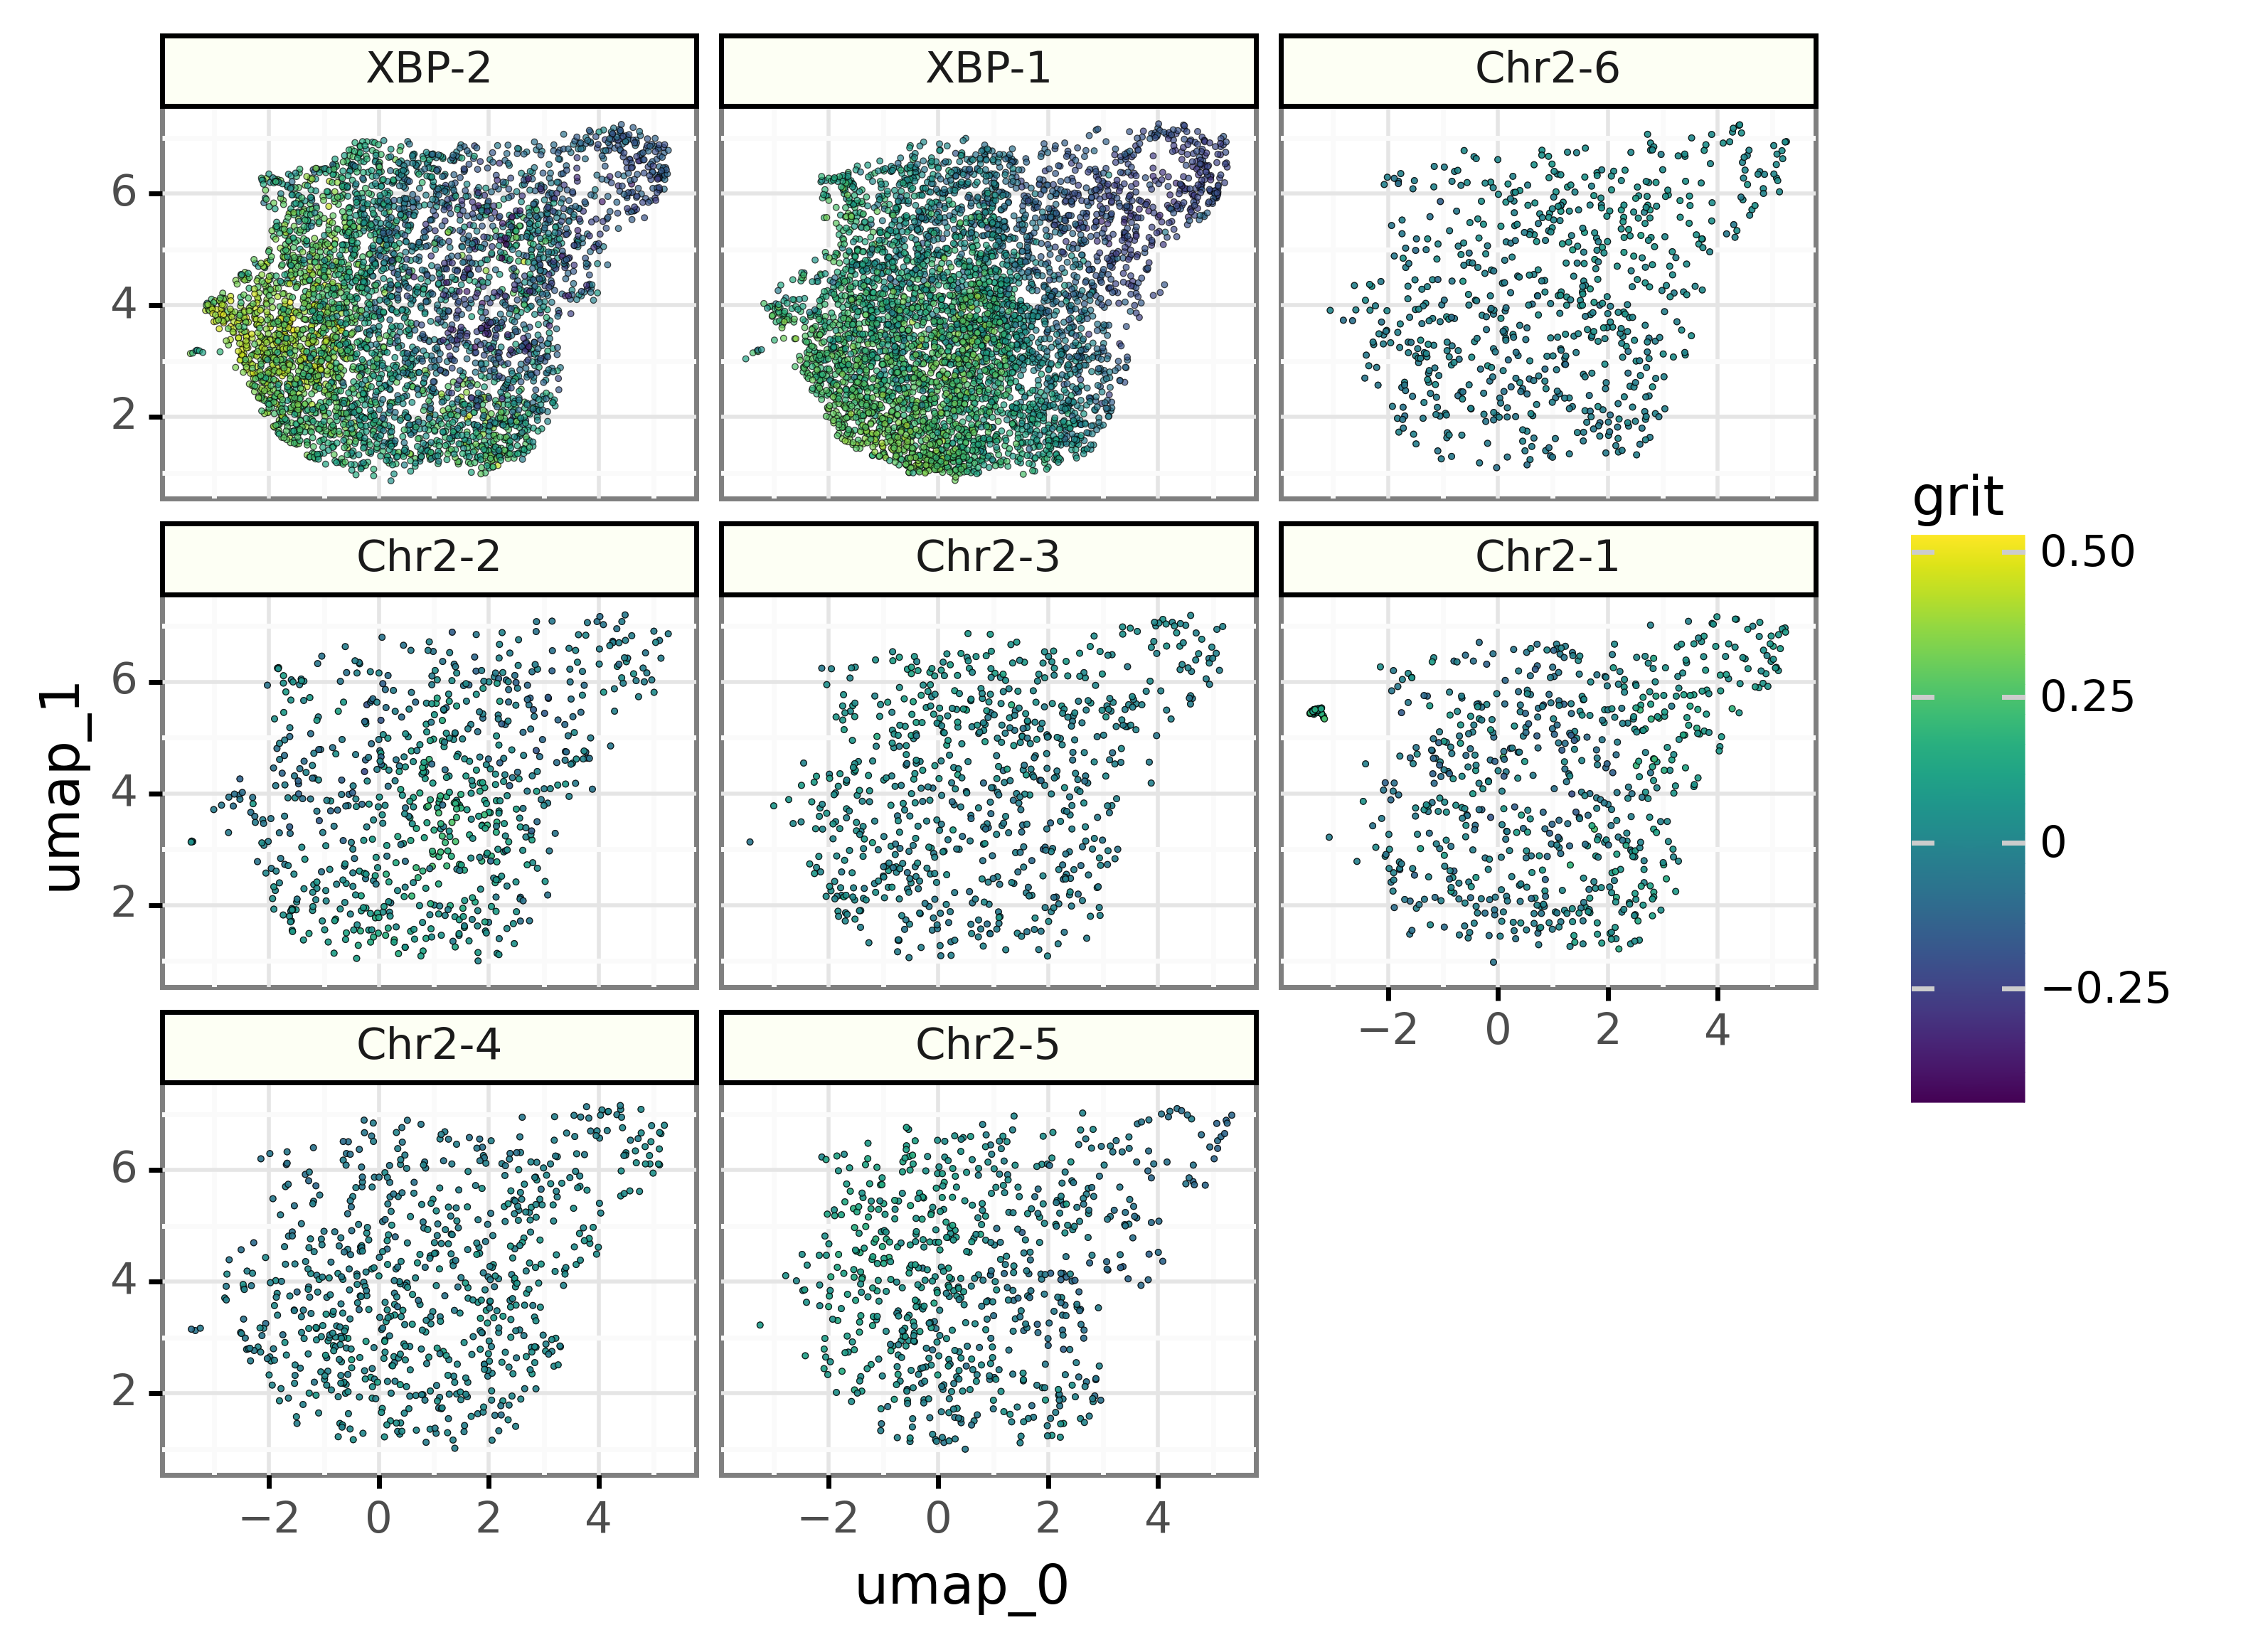 XBP-2 XBP-1 Chr2-6
6
4
2
Chr2-2 Chr2-3 Chr2-1
6
4
2
−2 0 2 4
Chr2-4 Chr2-5
6
4
2
−2 0 2 4 −2 0 2 4
umap_0
umap_1
grit
0.50
0.25
0
−0.25